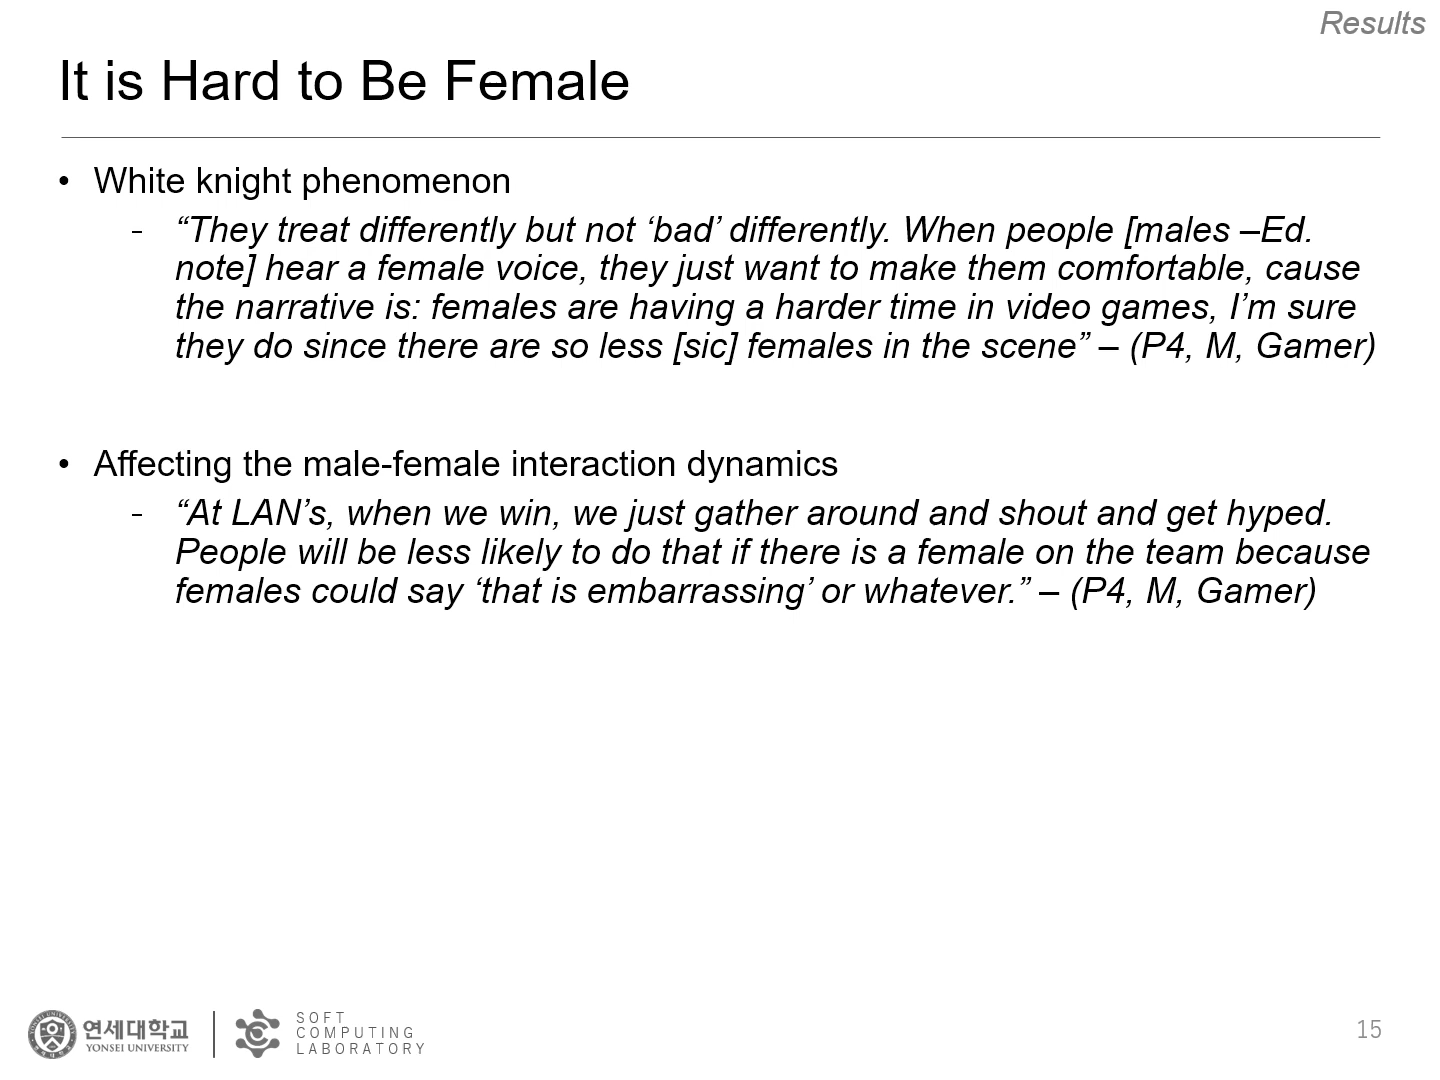 Results
It is Hard to Be Female
• White knight phenomenon
- “They treat differently but not ‘bad’ differently. When people [males –Ed.
note] hear a female voice, they just want to make them comfortable, cause
the narrative is: females are having a harder time in video games, I’m sure
they do since there are so less [sic] females in the scene” – (P4, M, Gamer)
• Affecting the male-female interaction dynamics
- “At LAN’s, when we win, we just gather around and shout and get hyped.
People will be less likely to do that if there is a female on the team because
females could say ‘that is embarrassing’ or whatever.” – (P4, M, Gamer)
연세대학교
YONSEI UNIVERSITY
SOFT
COMPUTING
LABORATORY
15